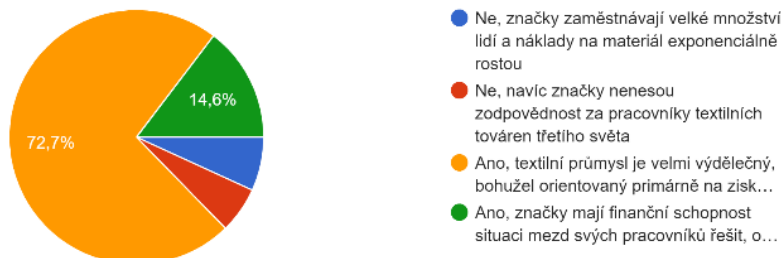 72,7%
14,6%
Ne, značky zaměstnávají velké množství
lidí a náklady na materiál exponenciálně
rostou
Ne, navíc značky nenesou
zodpovědnost za pracovníky textilních
továren třetího světa
Ano, textilní průmysl je velmi výdělečný,
bohužel orientovaný primárně na zisk…
Ano, značky mají finanční schopnost
situaci mezd svých pracovníků řešit, o…